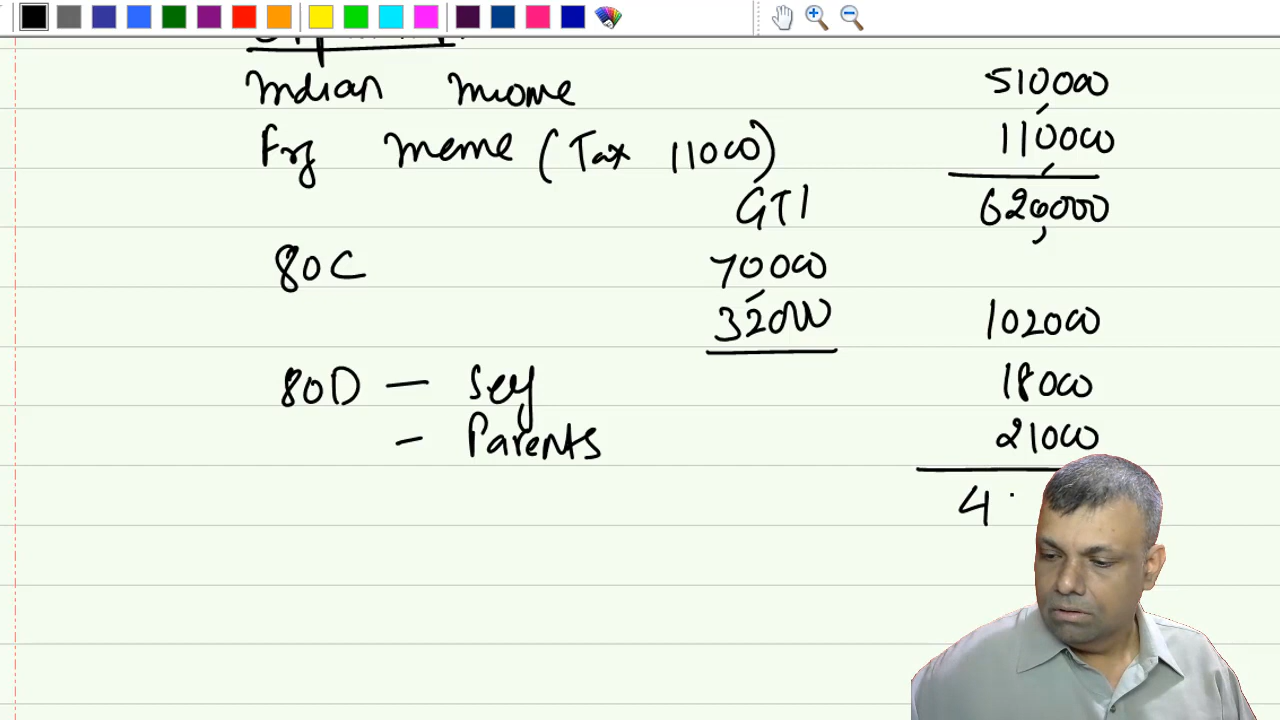 Indian Income 510000
Frg Income (Tax 11000) 110000
GTI 620000
80C 70000
32000 102000
80D — Self 18000
- Parents 21000
4